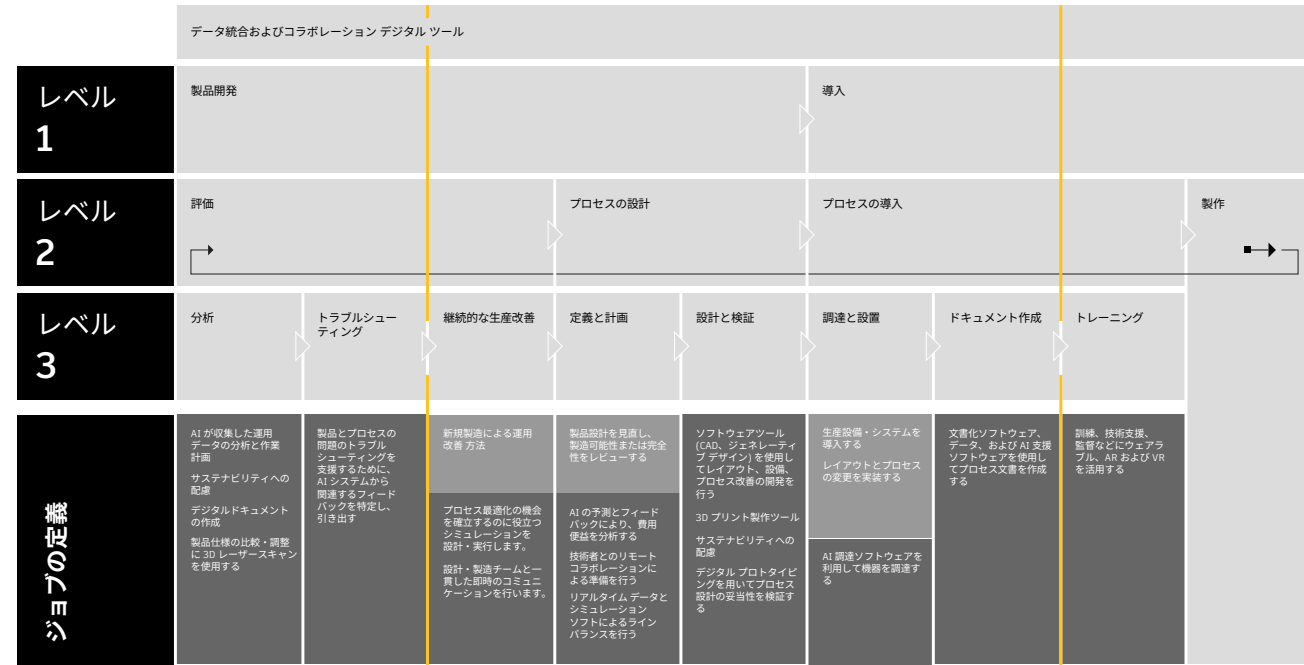 データ統合およびコラボレーション デジタル ツール
レベル
1
製品開発
導入
レベル
2
評価
プロセスの設計
プロセスの導入
製作
レベル
3
分析
トラブルシュー
ティング
継続的な生産改善
定義と計画
設計と検証
調達と設置
ドキュメント作成
トレーニング
ジョブの定義
AI が収集した運用
データの分析と作業
計画
サステナビリティへの
配慮
デジタルドキュメント
の作成
製品仕様の比較・調整
に 3D レーザースキャン
を使用する
製品とプロセスの
問題のトラブル
シューティングを
支援するために、
AI システムから
関連するフィード
バックを特定し、
引き出す
新規製造による運用
改善 方法
プロセス最適化の機会
を確立するのに役立つ
シミュレーションを
設計・実行します。
設計・製造チームと一
貫した即時のコミュニ
ケーションを行います。
製品設計を見直し、
製造可能性または完全
性をレビューする
AI の予測とフィード
バックにより、費用
便益を分析する
技術者とのリモート
コラボレーションに
よる準備を行う
リアルタイム データと
シミュレーション
ソフトによるライン
バランスを行う
ソフトウェアツール
(CAD、ジェネレーティ
ブ デザイン) を使用し
てレイアウト、設備、
プロセス改善の開発を
行う
3D プリント製作ツール
サステナビリティへの
配慮
デジタル プロトタイピ
ングを用いてプロセス
設計の妥当性を検証す
る
生産設備・システムを
導入する
レイアウトとプロセス
の変更を実装する
AI 調達ソフトウェアを
利用して機器を調達す
る
文書化ソフトウェア、
データ、および AI 支援
ソフトウェアを使用し
てプロセス文書を作成
する
訓練、技術支援、
監督などにウェアラ
ブル、AR および VR
を活用する